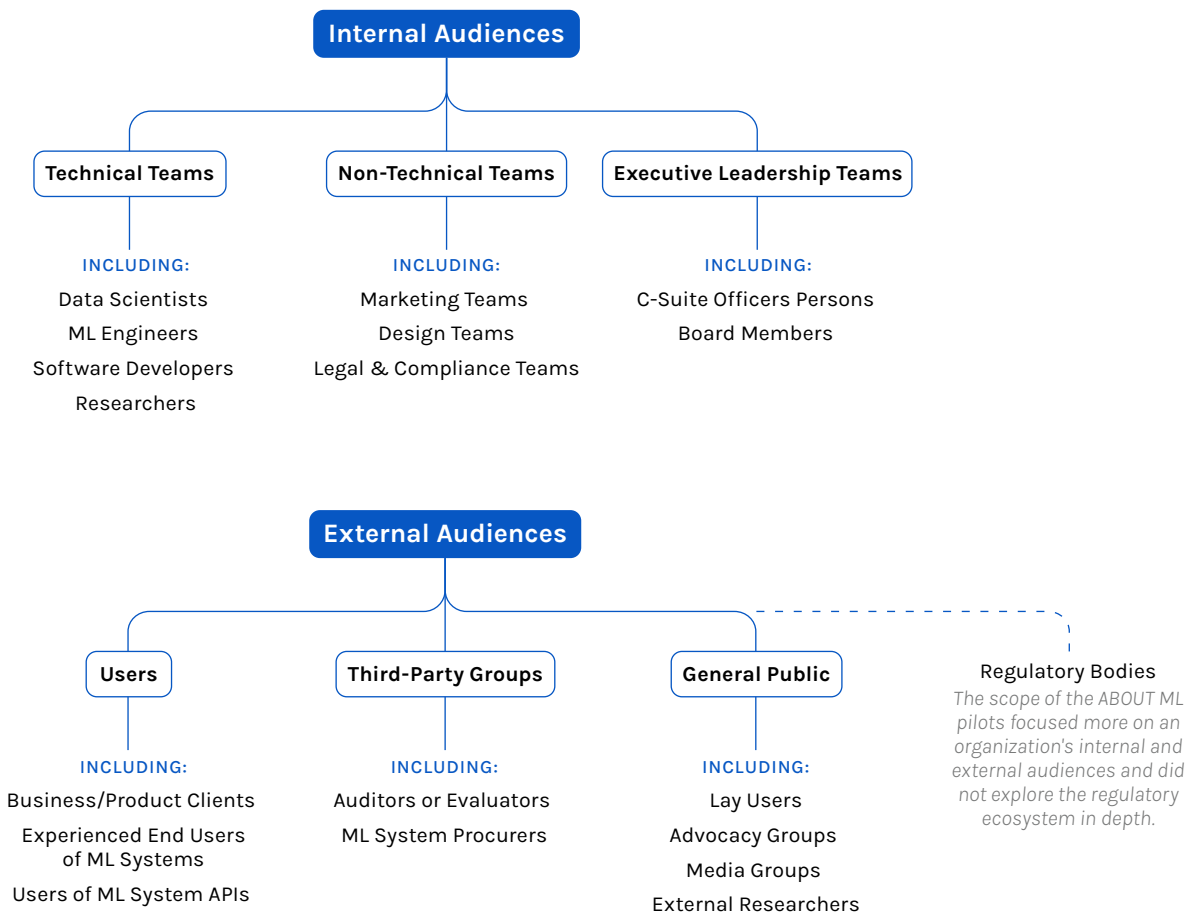 Internal Audiences
Technical Teams
Non-Technical Teams
Executive Leadership Teams
INCLUDING:
Data Scientists
ML Engineers
Software Developers
Researchers
INCLUDING:
Marketing Teams
Design Teams
Legal & Compliance Teams
INCLUDING:
C-Suite Officers Persons
Board Members
External Audiences
Users
Third-Party Groups
General Public
Regulatory Bodies
The scope of the ABOUT ML
pilots focused more on an
organization's internal and
external audiences and did
not explore the regulatory
ecosystem in depth.
INCLUDING:
Business/Product Clients
Experienced End Users
of ML Systems
Users of ML System APIs
INCLUDING:
Auditors or Evaluators
ML System Procurers
INCLUDING:
Lay Users
Advocacy Groups
Media Groups
External Researchers